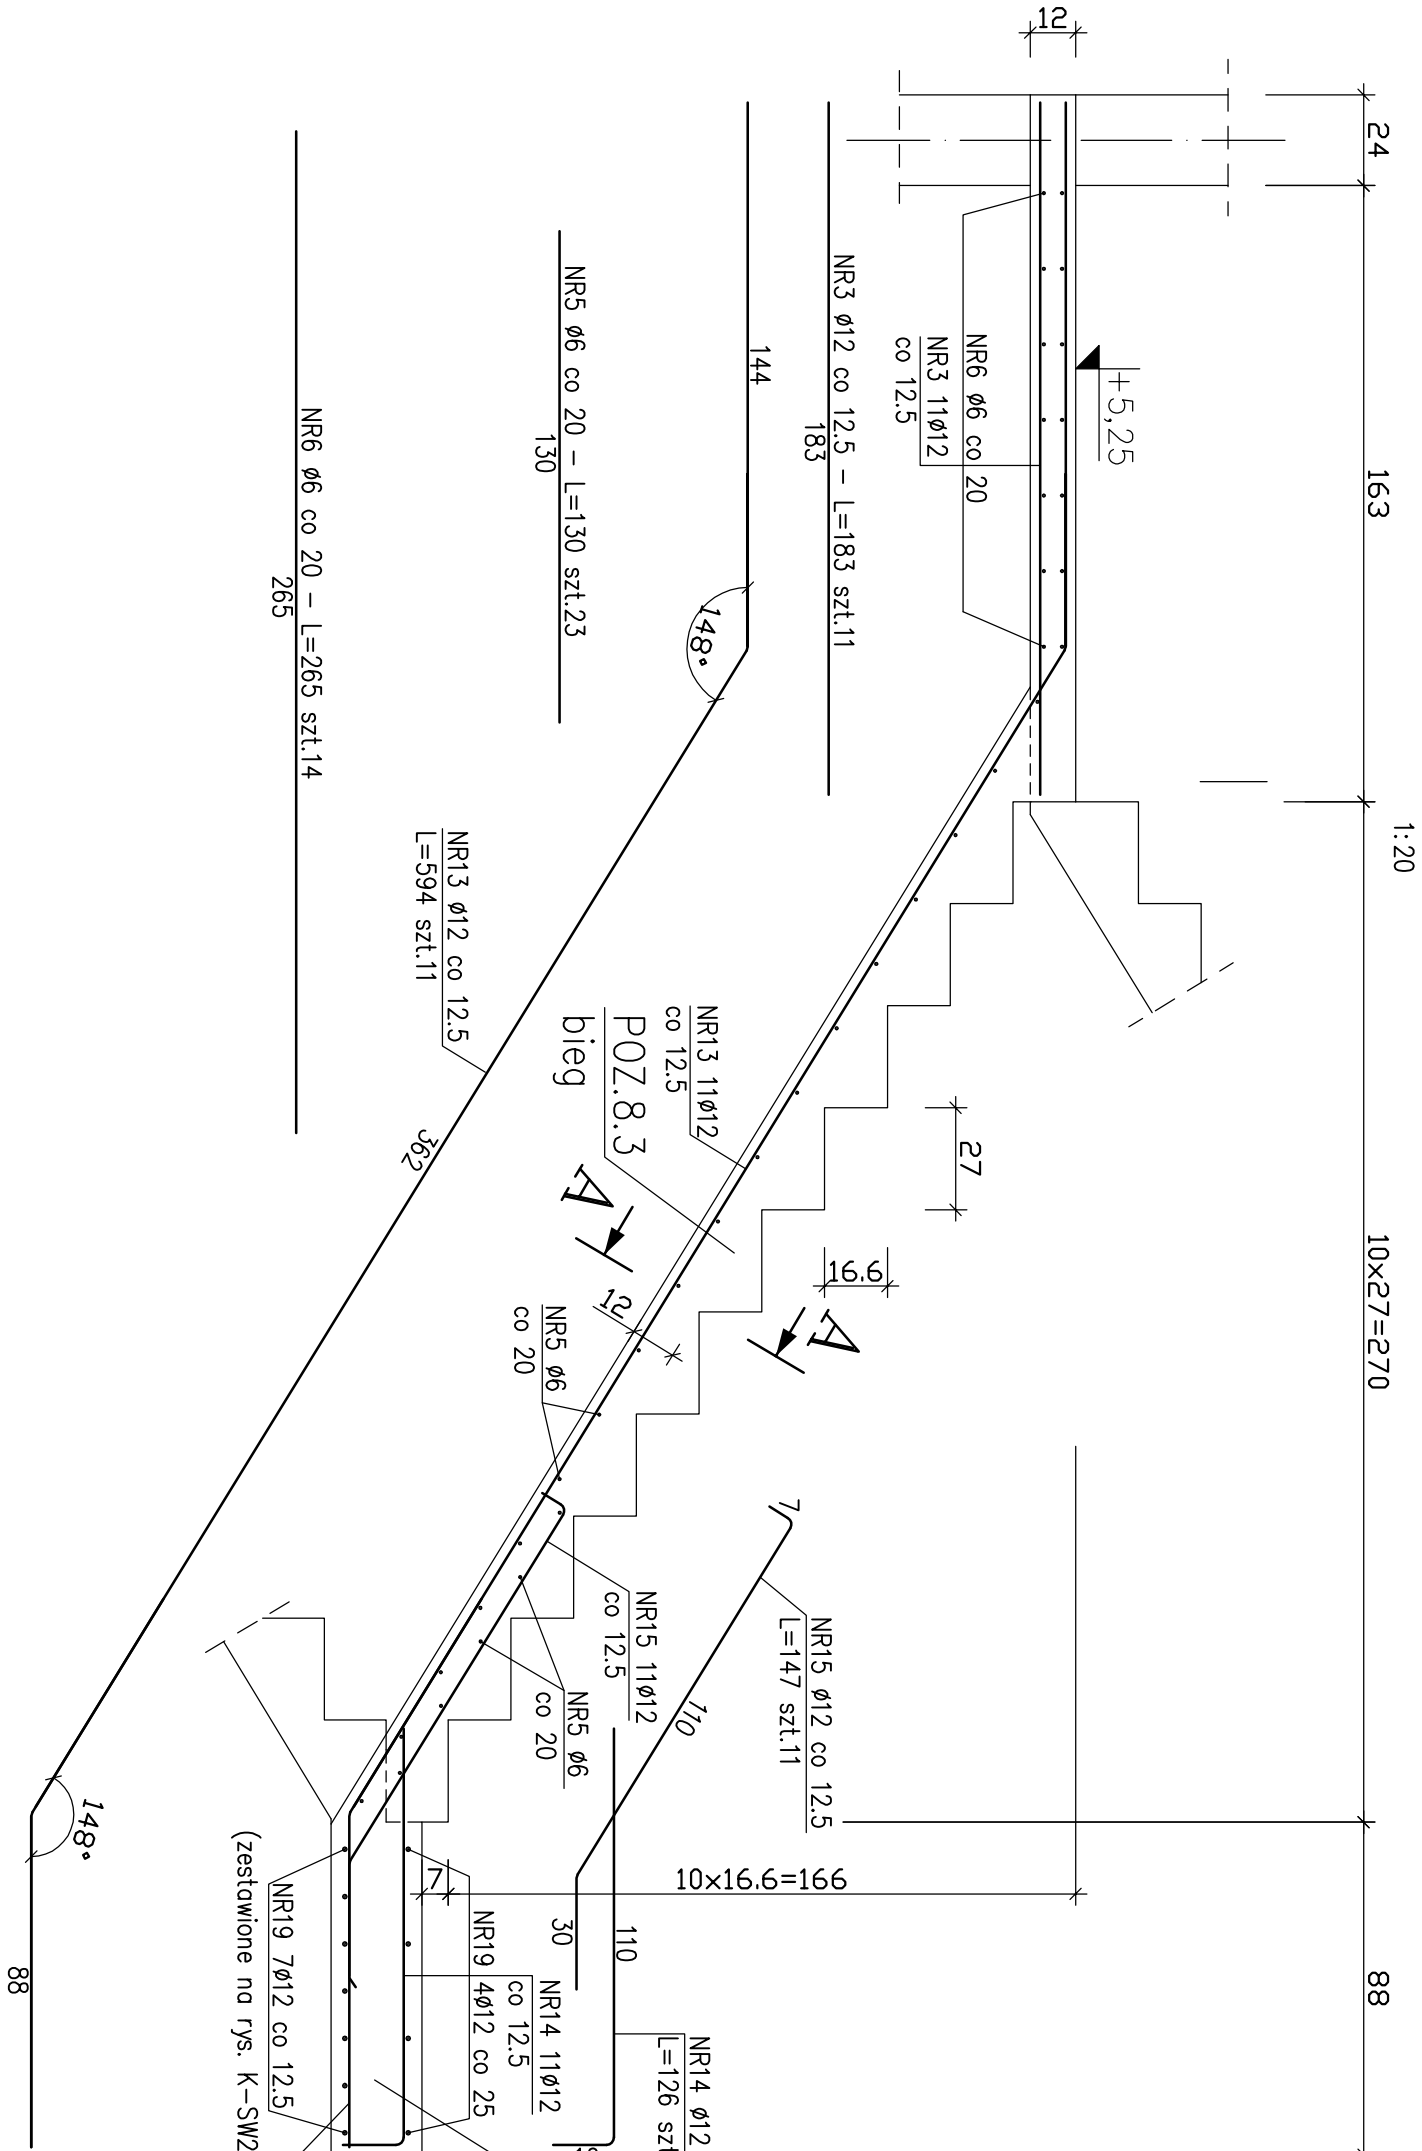 1:20
24
163
10x27=270
88
12
+5,25
NR6 ø6 co 20
NR3 11ø12
co 12.5
NR3 ø12 co 12.5 - L=183 szt.11
183
144
148°
NR5 ø6 co 20 - L=130 szt.23
130
NR6 ø6 co 20 - L=265 szt.14
265
NR13 ø12 co 12.5
L=594 szt.11
362
NR13 11ø12
co 12.5
POZ.8.3
bieg
A
A
27
16.6
12
NR5 ø6
co 20
7
NR15 ø12 co 12.5
L=147 szt.11
110
30
NR15 11ø12
co 12.5
NR5 ø6
co 20
10x16.6=166
7
110
NR14 ø12
L=126 szt
NR14 11ø12
co 12.5
NR19 4ø12 co 25
NR19 7ø12 co 12.5
(zestawione na rys. K-SW2
148°
88